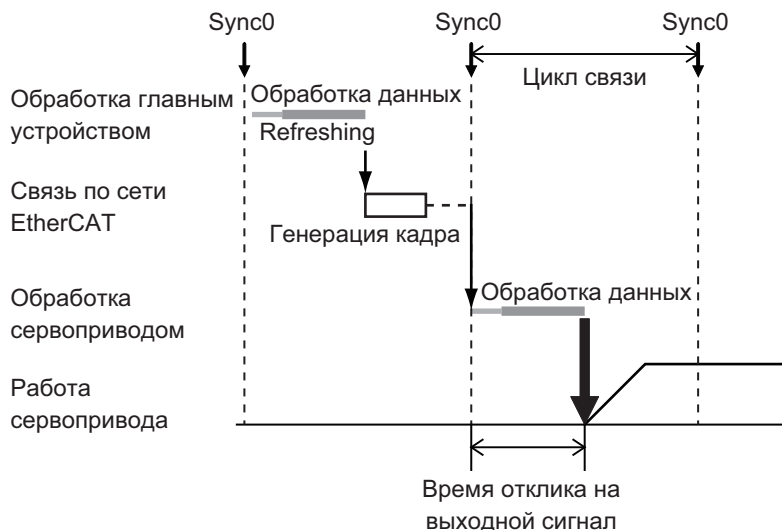 Sync0 Sync0 Sync0
Цикл связи
Обработка главным
устройством
Обработка данных
Refreshing
Связь по сети
EtherCAT
Генерация кадра
Обработка
сервоприводом
Обработка данных
Работа
сервопривода
Время отклика на
выходной сигнал